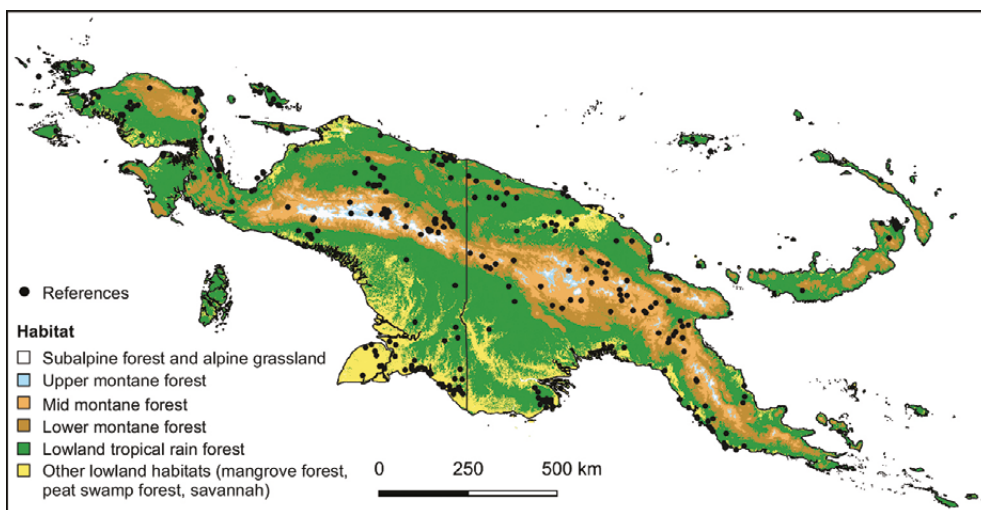 References
Habitat
Subalpine forest and alpine grassland
Upper montane forest
Mid montane forest
Lower montane forest
Lowland tropical rain forest
Other lowland habitats (mangrove forest,
peat swamp forest, savannah)
0 250 500 km